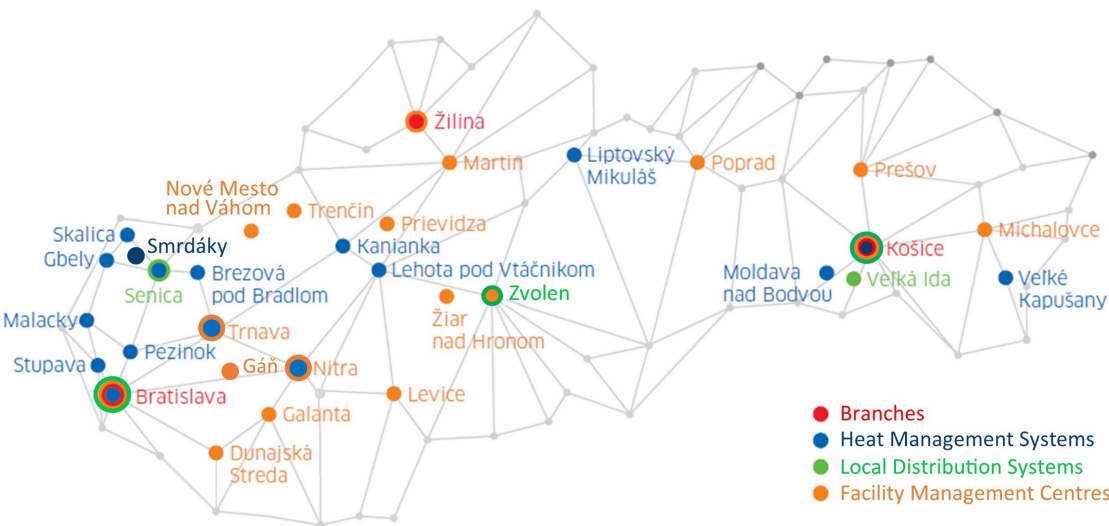 Žilina
Martin
Liptovský
Mikuláš
Poprad
Prešov
Nové Mesto
nad Váhom
Trenčín
Prievidza
Skalica
Smrdáky
Kanianka
Michalovce
Košice
Gbely
Brezová
pod Bradlom
Lehota pod Vtáčnikom
Senica
Zvolen
Moldava
nad Bodvou
Veľká Ida
Veľké
Kapušany
Malacky
Trnava
Žiar
nad Hronom
Pezinok
Stupava
Gáň
Nitra
Bratislava
Levice
Galanta
Dunajská
Streda
Branches
Heat Management Systems
Local Distribution Systems
Facility Management Centres